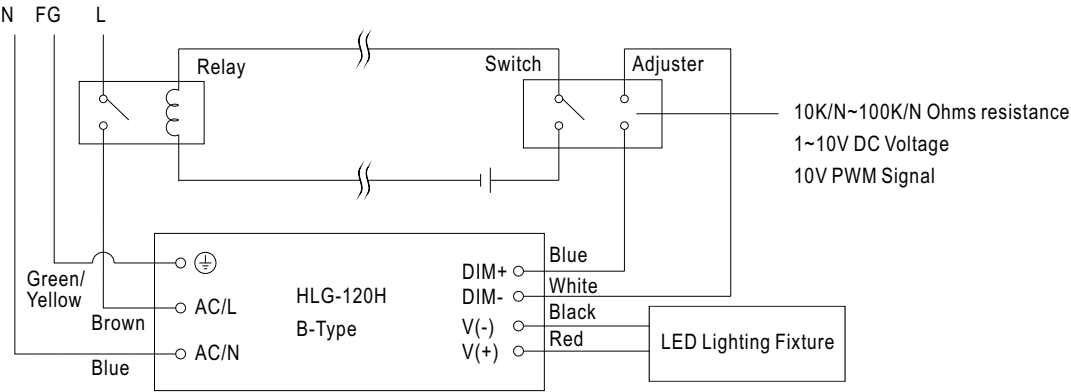 N FG L
Relay
Switch
Adjuster
10K/N~100K/N Ohms resistance
1~10V DC Voltage
10V PWM Signal
Green/
Yellow
Brown
Blue
AC/L
AC/N
HLG-120H
B-Type
DIM+
DIM-
V(-)
V(+)
Blue
White
Black
Red
LED Lighting Fixture